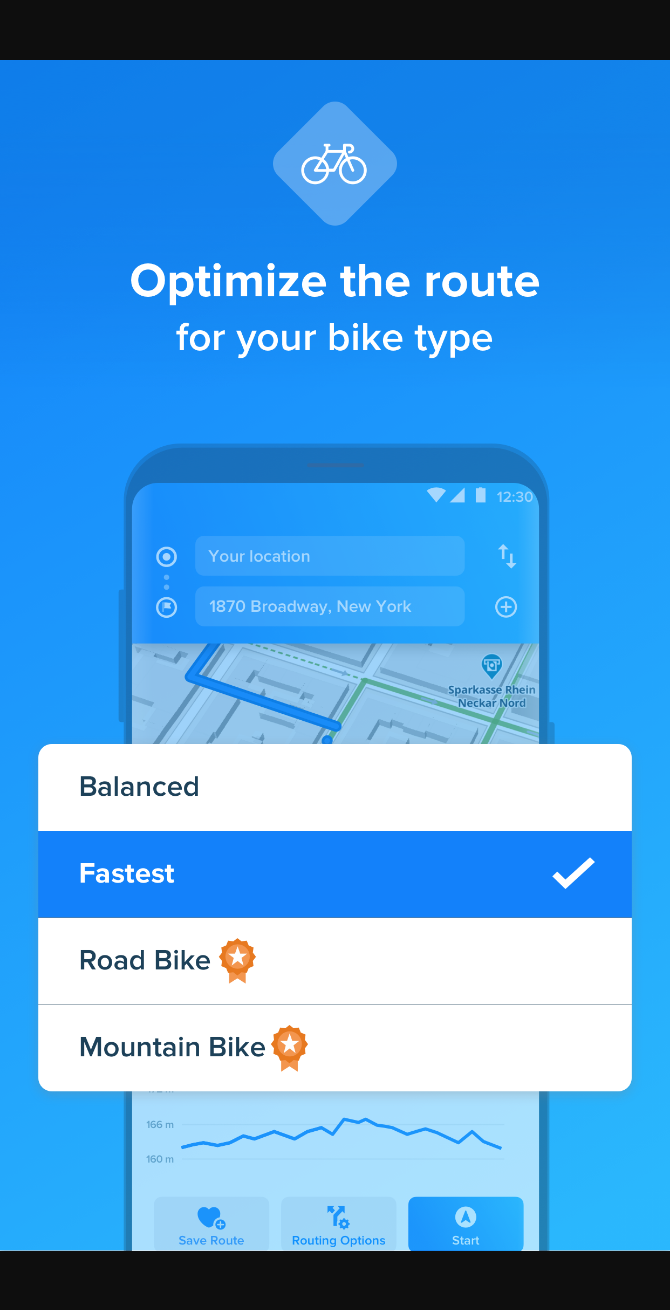 Optimize the route
for your bike type
12:30
Your location
1870 Broadway, New York
Sparkasse Rhein
Neckar Nord
Balanced
Fastest
Road Bike
Mountain Bike
166 m
160 m
Save Route
Routing Options
Start